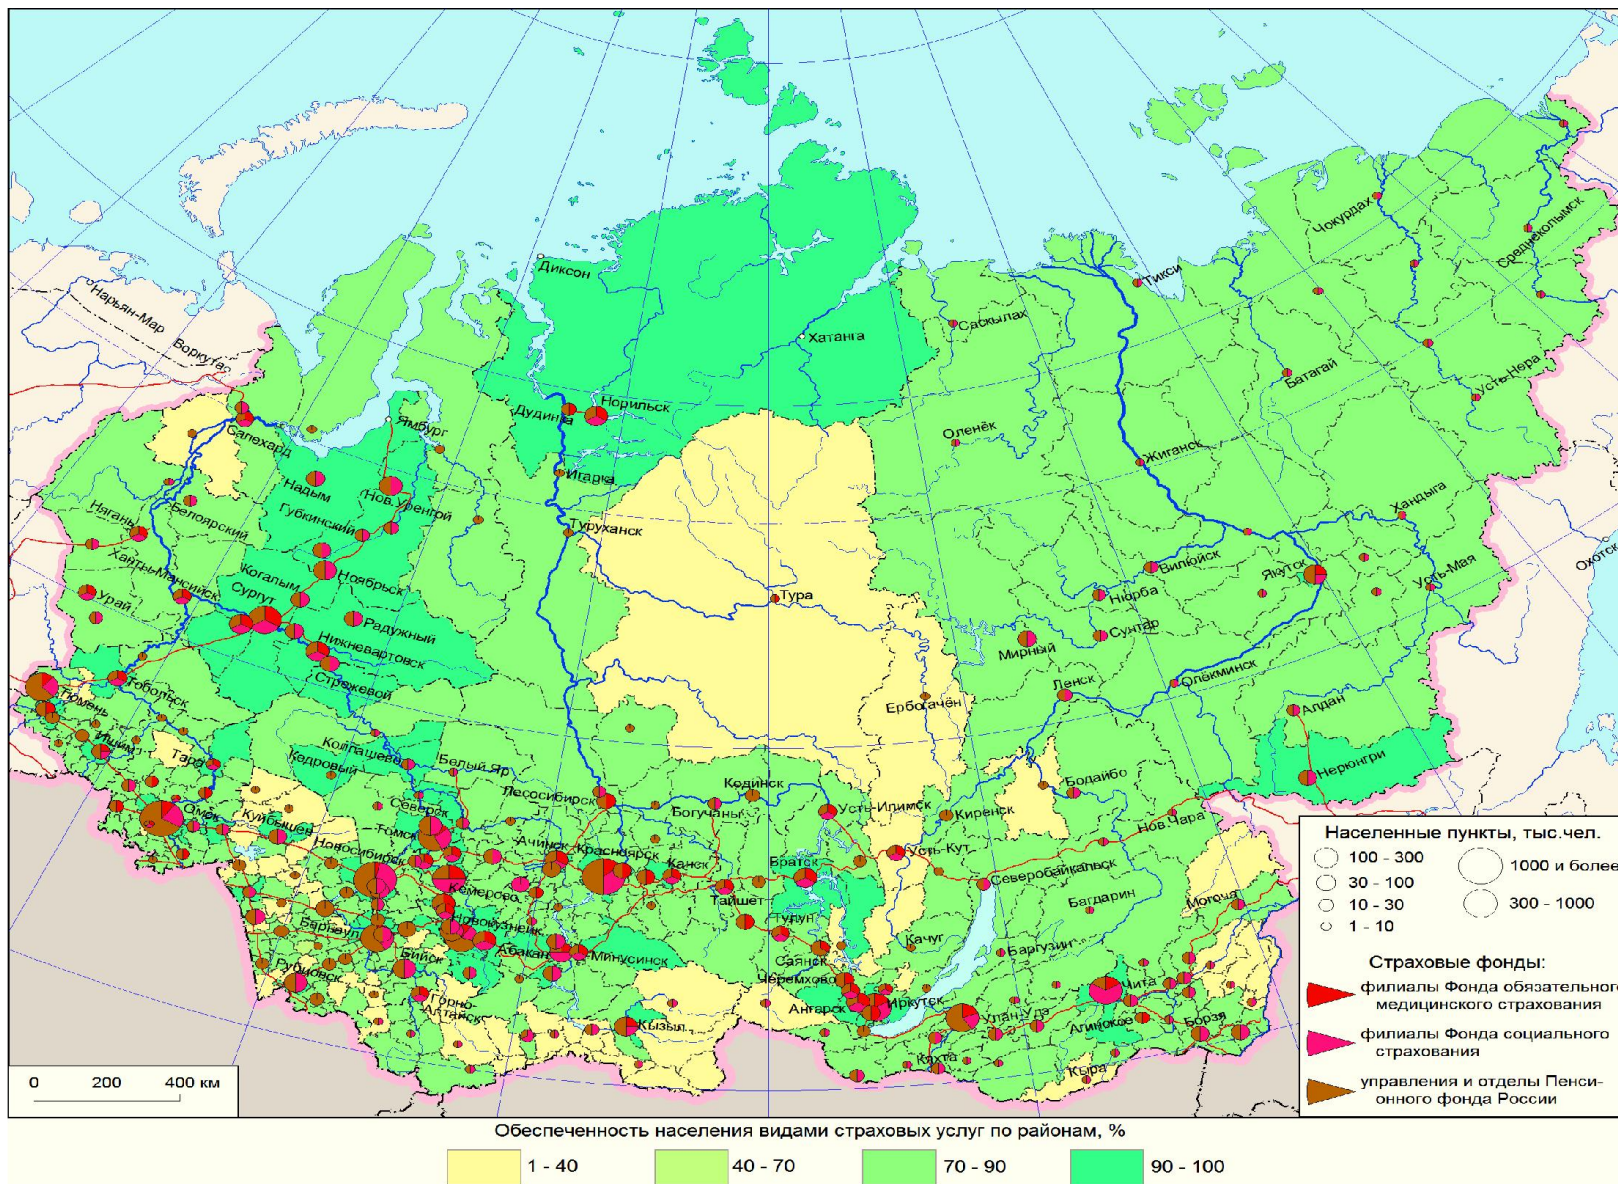 Диксон
Хатанга
Тикси
Чокурдах
Среднеколымск
Саскылах
Батагай
Усть-Нера
Нарьян-Мар
Воркута
Дудинка
Норильск
Ямбург
Оленёк
Жиганск
Салехард
Игарка
Надым
Нов.Уренгой
Хандыга
Нягань
Белоярский
Губкинский
Туруханск
Охотск
Ханты-Мансийск
Когалым
Ноябрьск
Вилюйск
Якутск
Усть-Мая
Урай
Сургут
Тура
Нюрба
Радужный
Сунтар
Нижневартовск
Мирный
Стрежевой
Олёкминск
Тобольск
Тюмень
Ербогачён
Ленск
Алдан
Ишим
Тара
Колпашево
Кедровый
Белый Яр
Нерюнгри
Кодинск
Бодайбо
Лесосибирск
Богучаны
Усть-Илимск
Киренск
Омск
Куйбышев
Северск
Томск
Нов.Чара
Новосибирск
Ачинск
Красноярск
Канск
Братск
Усть-Кут
Северобайкальск
Кемерово
Тайшет
Багдарин
Могоча
Барнаул
Новокузнецк
Тулун
Абакан
Минусинск
Саянск
Качуг
Баргузин
Рубцовск
Бийск
Черемхово
Чита
Горно-
Алтайск
Кызыл
Ангарск
Иркутск
Улан-Удэ
Агинское
Борзя
Кяхта
Кыра
0 200 400 км
Населенные пункты, тыс.чел.
100 - 300
30 - 100
10 - 30
1 - 10
1000 и более
300 - 1000
Страховые фонды:
филиалы Фонда обязательного
медицинского страхования
филиалы Фонда социального
страхования
управления и отделы Пенси-
онного фонда России
Обеспеченность населения видами страховых услуг по районам, %
1 - 40
40 - 70
70 - 90
90 - 100